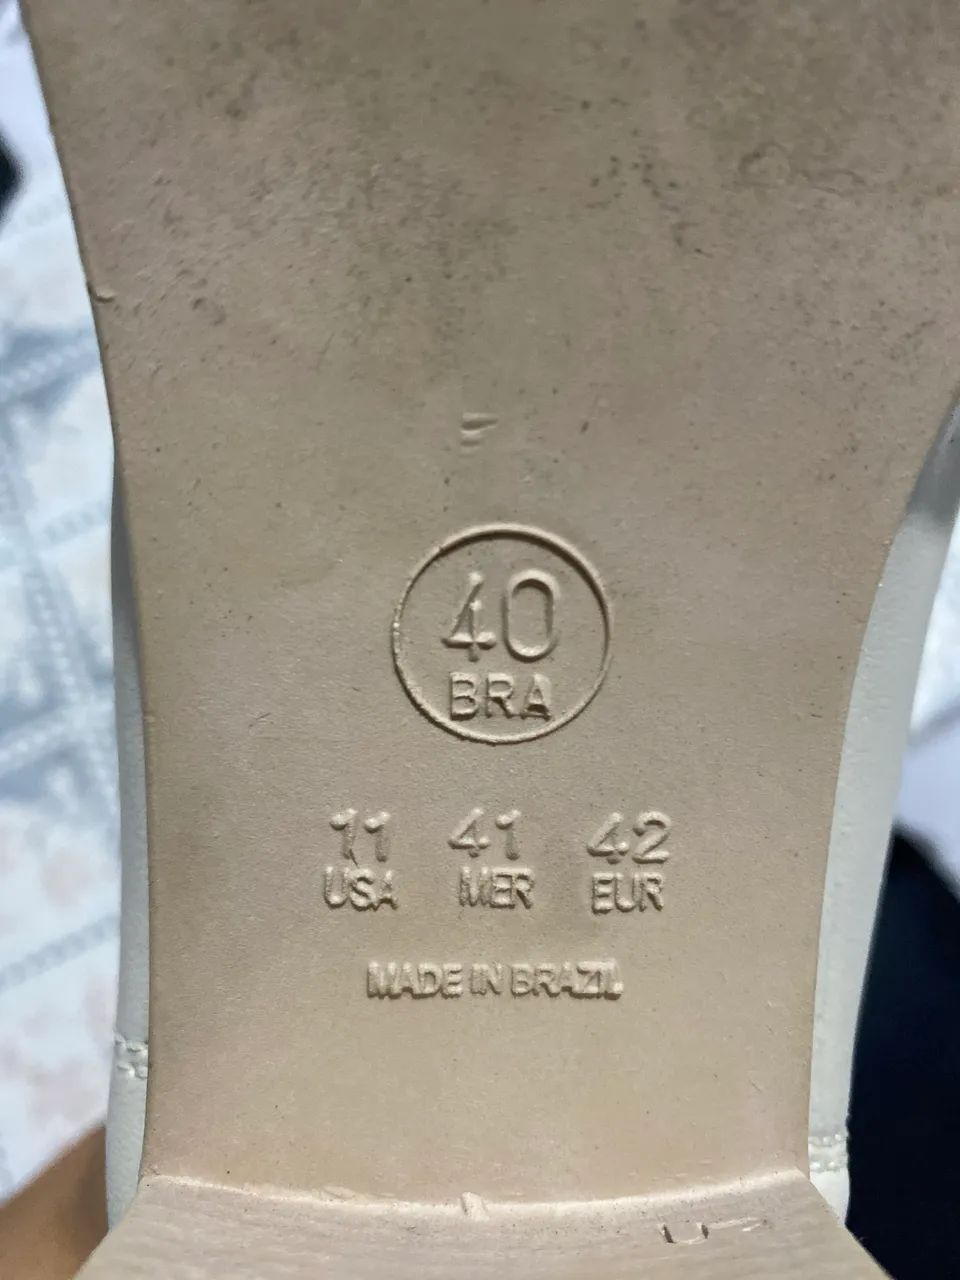 40
BRA
11 41 42
USA MER EUR
MADE IN BRAZIL